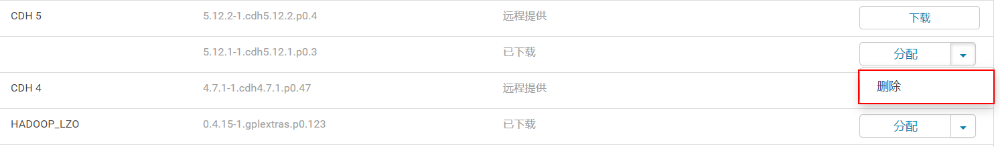 CDH 5 5.12.2-1.cdh5.12.2.p0.4 远程提供 下载
5.12.1-1.cdh5.12.1.p0.3 已下载 分配
CDH 4 4.7.1-1.cdh4.7.1.p0.47 远程提供 删除
HADOOP_LZO 0.4.15-1.gplextras.p0.123 已下载 分配